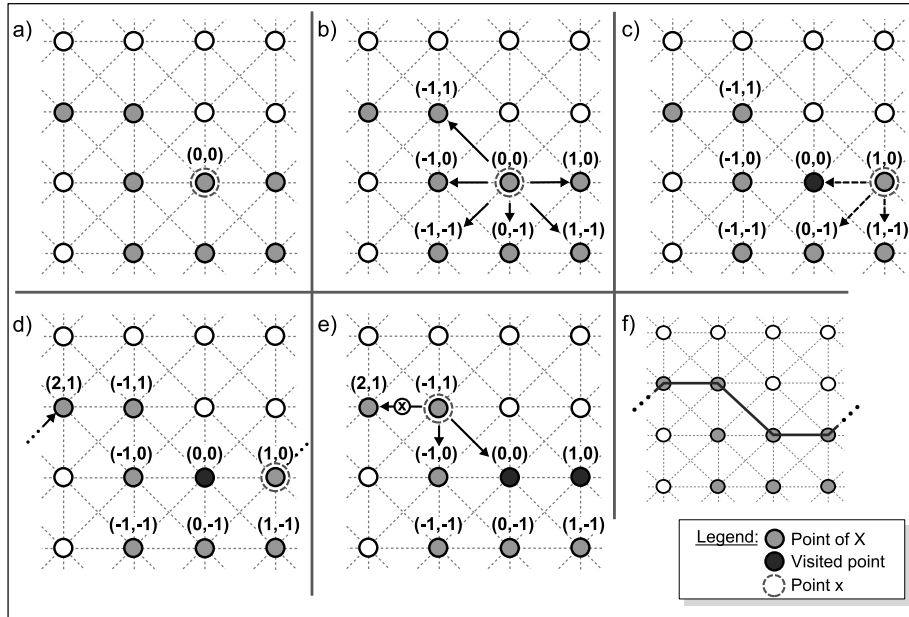 a)
(0,0)
b)
(-1,1)
(-1,0) (0,0) (1,0)
(-1,-1) (0,-1) (1,-1)
c)
(-1,1)
(-1,0) (0,0) (1,0)
(-1,-1) (0,-1) (1,-1)
d)
(2,1) (-1,1)
(-1,0) (0,0) (1,0)
(-1,-1) (0,-1) (1,-1)
e)
(2,1) (-1,1)
x
(-1,0) (0,0) (1,0)
(-1,-1) (0,-1) (1,-1)
f)
Legend: Point of X
Visited point
Point x